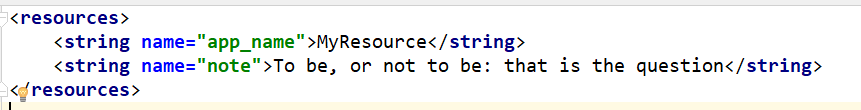 <resources>
<string name="app_name">MyResource</string>
<string name="note">To be, or not to be: that is the question</string>
</resources>